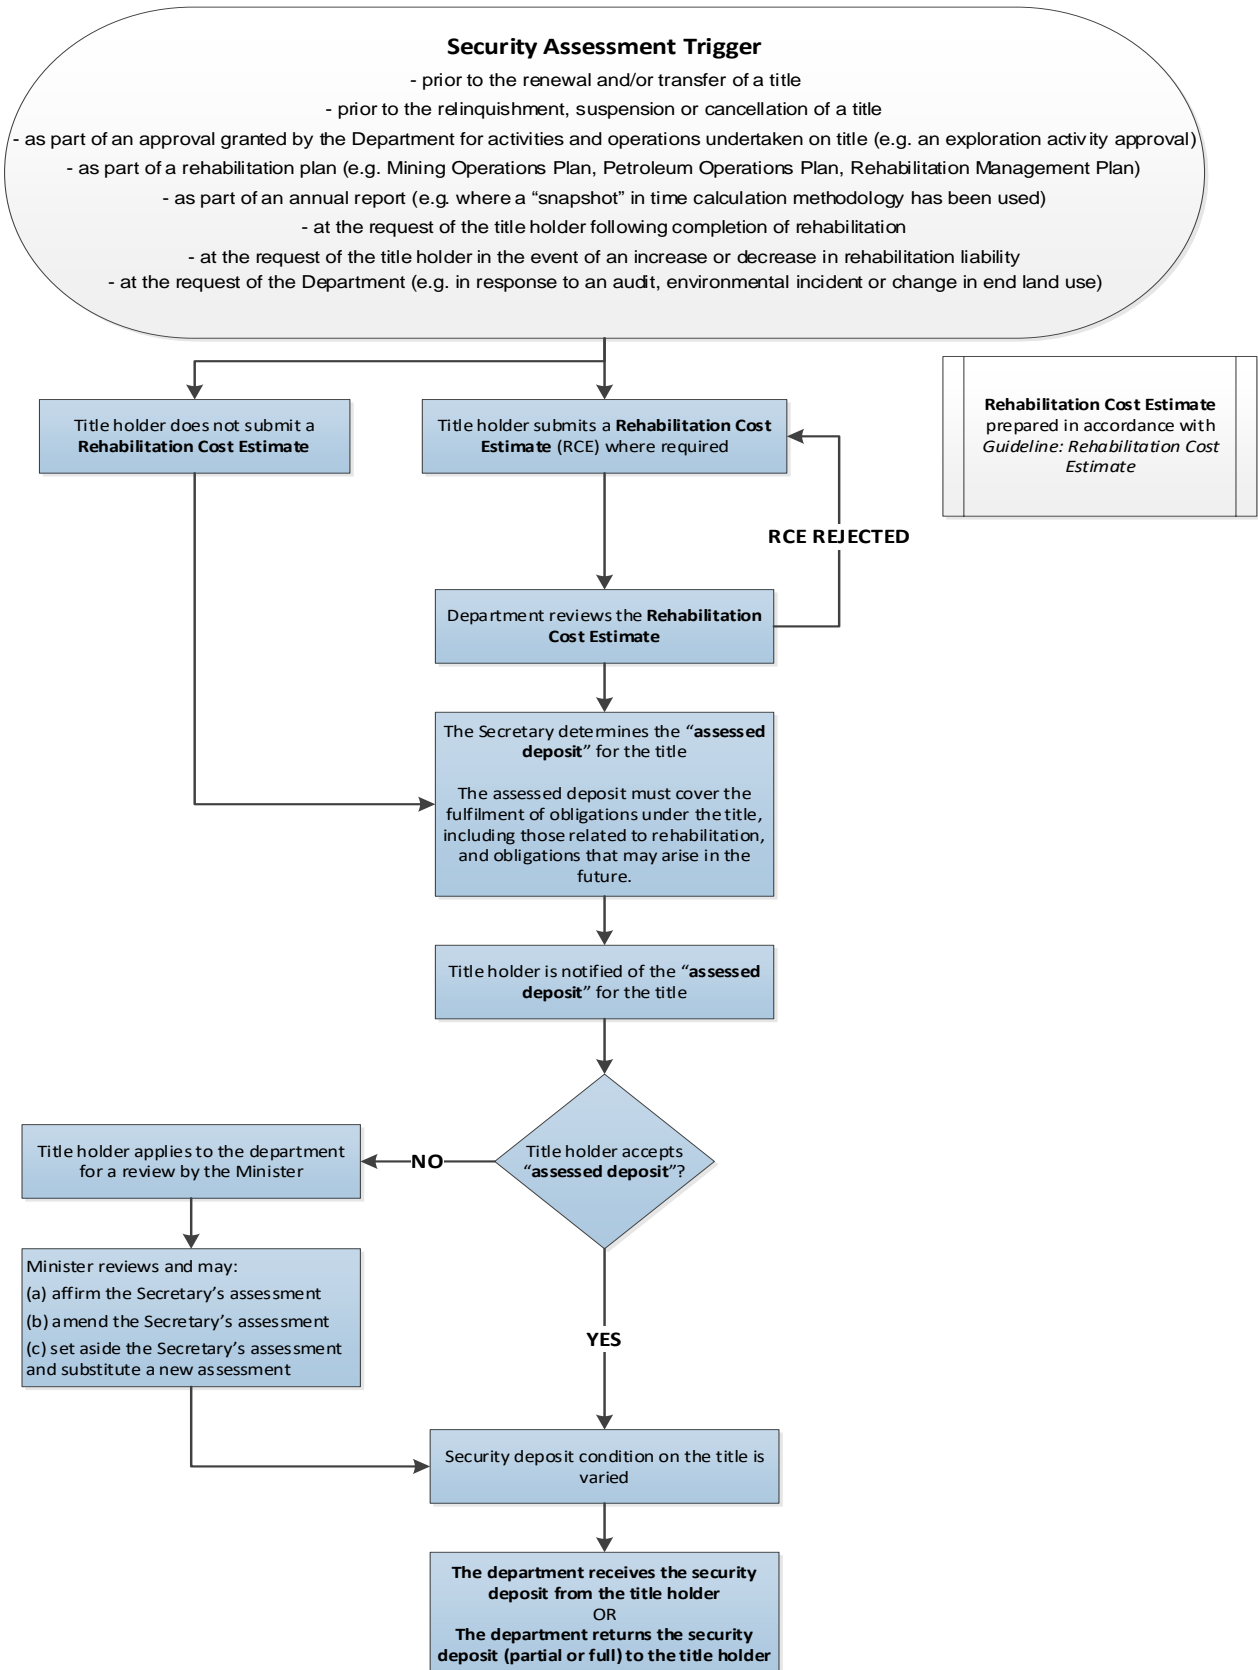 Security Assessment Trigger
- prior to the renewal and/or transfer of a title
- prior to the relinquishment, suspension or cancellation of a title
- as part of an approval granted by the Department for activities and operations undertaken on title (e.g. an exploration activity approval)
- as part of a rehabilitation plan (e.g. Mining Operations Plan, Petroleum Operations Plan, Rehabilitation Management Plan)
- as part of an annual report (e.g. where a “snapshot” in time calculation methodology has been used)
- at the request of the title holder following completion of rehabilitation
- at the request of the title holder in the event of an increase or decrease in rehabilitation liability
- at the request of the Department (e.g. in response to an audit, environmental incident or change in end land use)
Title holder does not submit a
Rehabilitation Cost Estimate
Title holder submits a Rehabilitation Cost
Estimate (RCE) where required
Rehabilitation Cost Estimate
prepared in accordance with
Guideline: Rehabilitation Cost
Estimate
RCE REJECTED
Department reviews the Rehabilitation
Cost Estimate
The Secretary determines the “assessed
deposit” for the title
The assessed deposit must cover the
fulfilment of obligations under the title,
including those related to rehabilitation,
and obligations that may arise in the
future.
Title holder is notified of the “assessed
deposit” for the title
Title holder accepts
“assessed deposit”?
NO
Title holder applies to the department
for a review by the Minister
Minister reviews and may:
(a) affirm the Secretary’s assessment
(b) amend the Secretary’s assessment
(c) set aside the Secretary’s assessment
and substitute a new assessment
YES
Security deposit condition on the title is
varied
The department receives the security
deposit from the title holder
OR
The department returns the security
deposit (partial or full) to the title holder